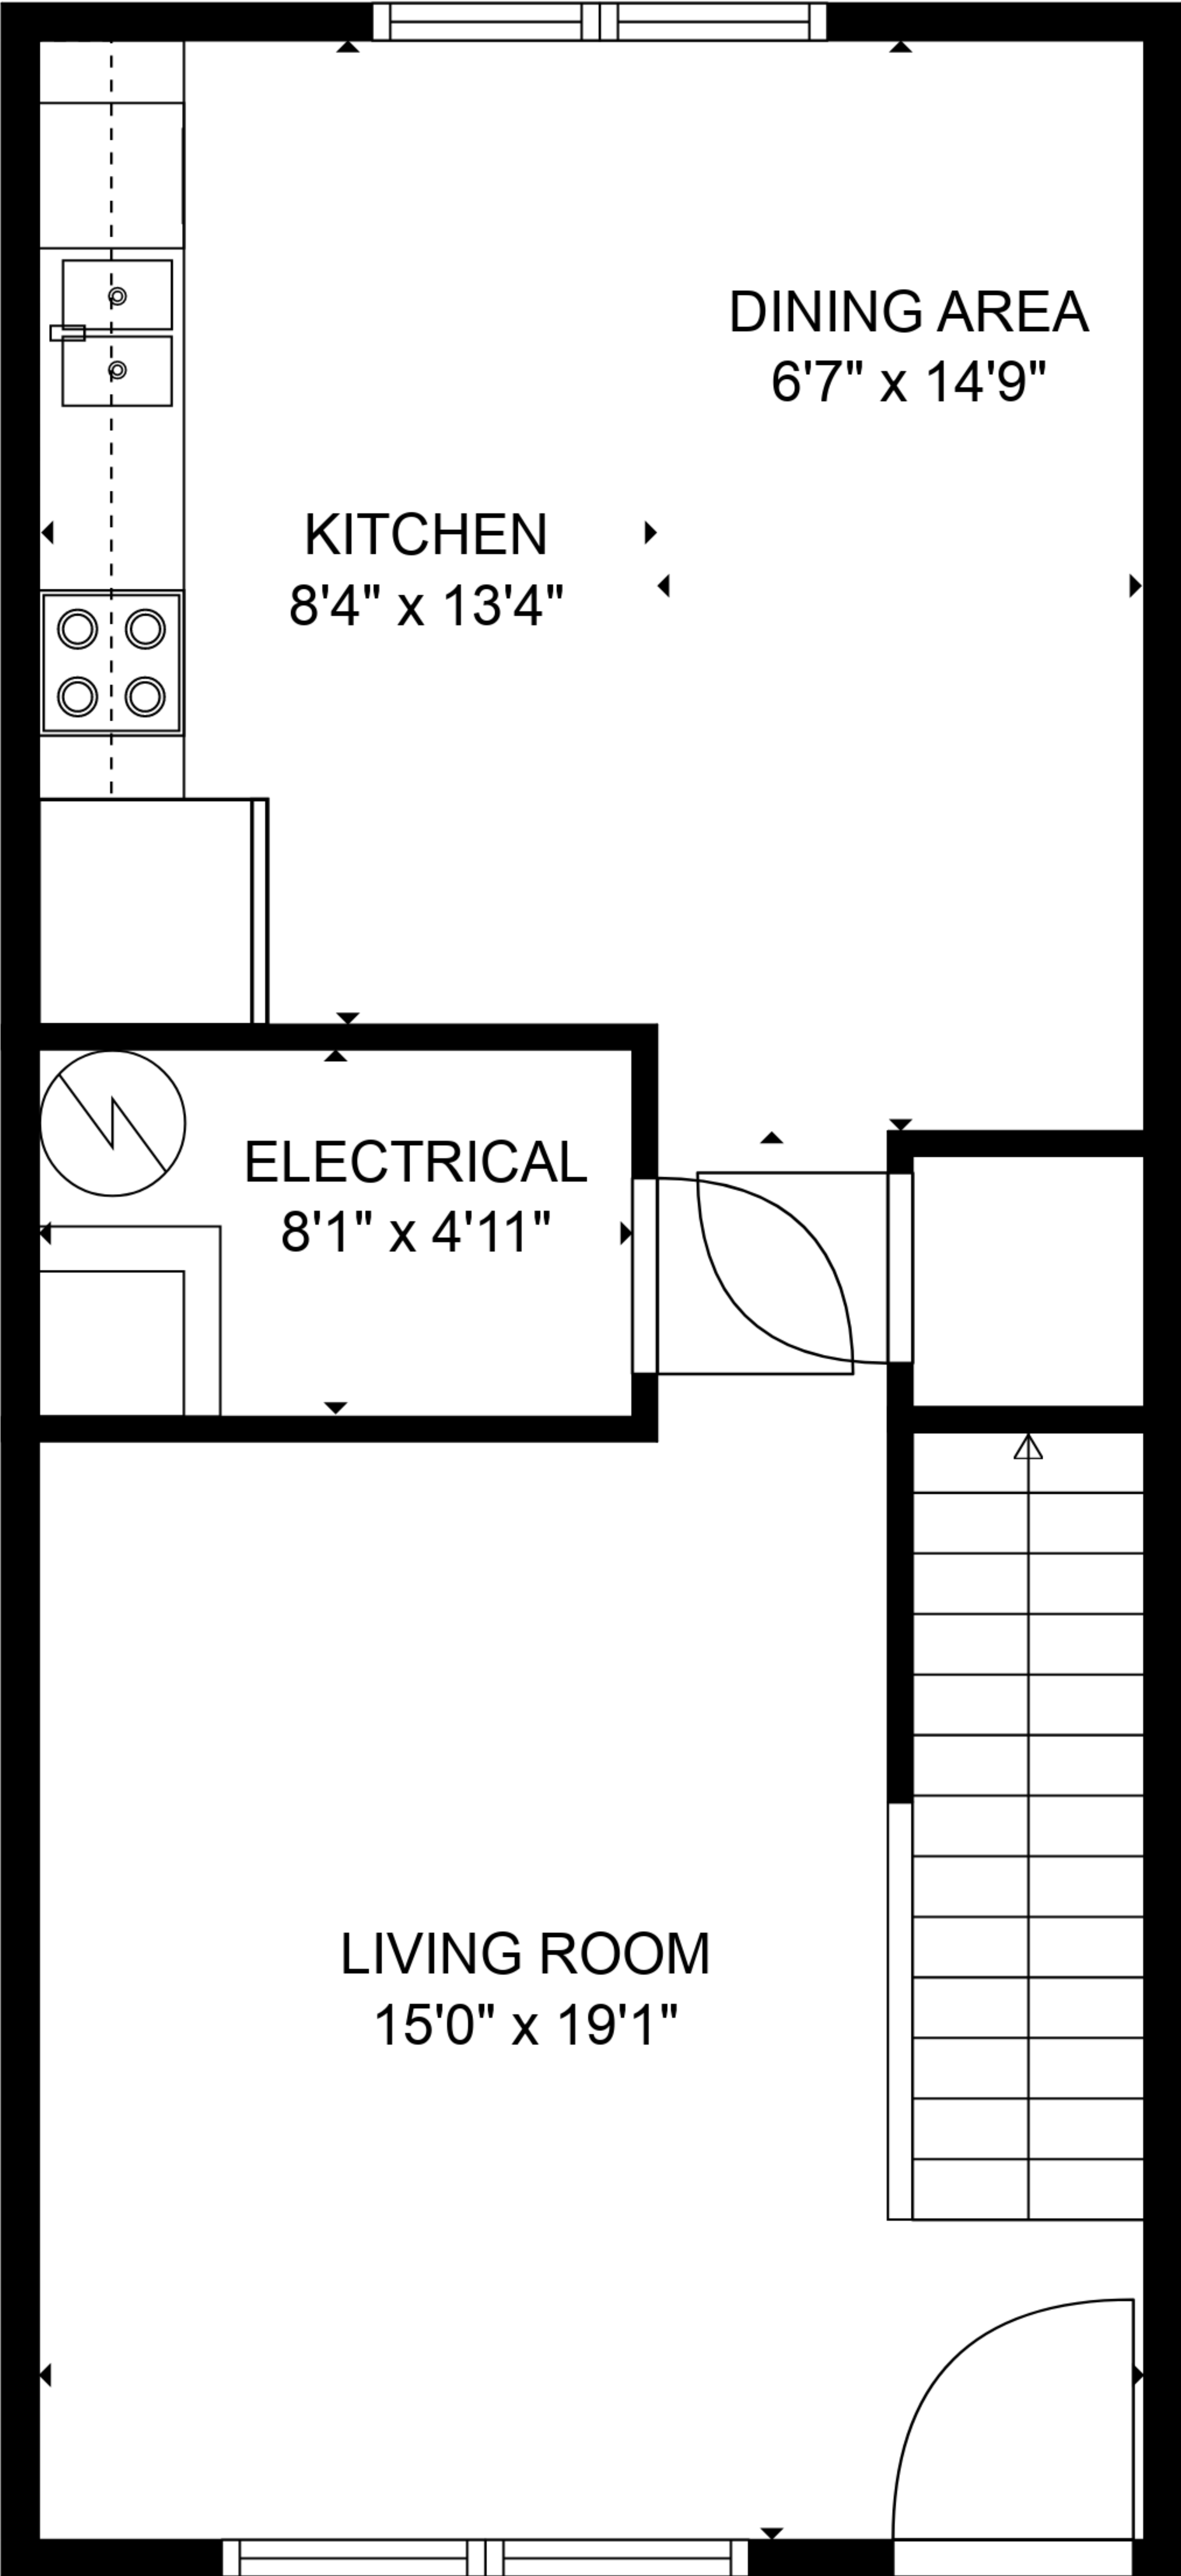 DINING AREA
6'7" x 14'9"
KITCHEN
8'4" x 13'4"
ELECTRICAL
8'1" x 4'11"
LIVING ROOM
15'0" x 19'1"